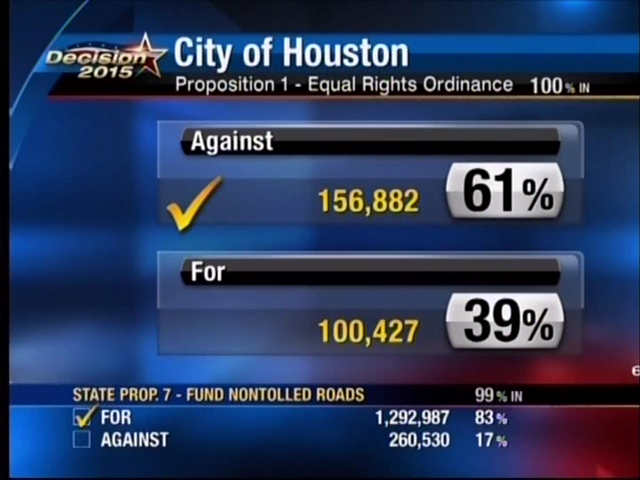 Decision
2015
City of Houston
Proposition 1 - Equal Rights Ordinance 100% IN
Against
156,882 61%
For
100,427 39%
6
STATE PROP. 7 - FUND NONTOLLED ROADS 99% IN
FOR 1,292,987 83%
AGAINST 260,530 17%